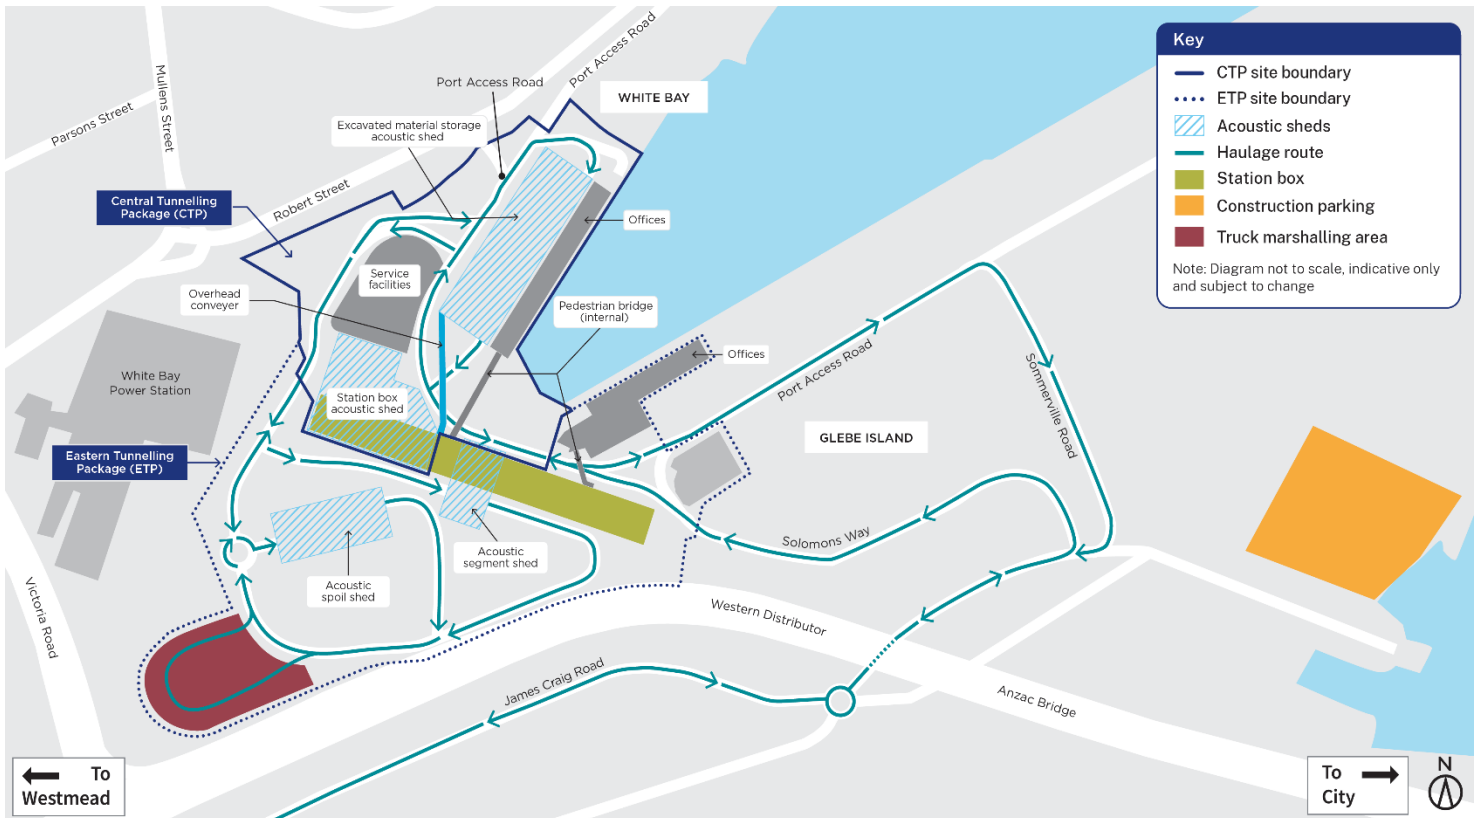 Port Access Road
Port Access Road
WHITE BAY
Mullens Street
Parsons Street
Excavated material storage
acoustic shed
Central Tunnelling
Package (CTP)
Robert Street
Offices
Service
facilities
Overhead
conveyer
Pedestrian bridge
(internal)
White Bay
Power Station
Offices
Port Access Road
Sommerville Road
Station box
acoustic shed
GLEBE ISLAND
Eastern Tunnelling
Package (ETP)
Solomons Way
Acoustic
segment shed
Acoustic
spoil shed
Victoria Road
Western Distributor
James Craig Road
Anzac Bridge
To
Westmead
To
City
N
Key
CTP site boundary
ETP site boundary
Acoustic sheds
Haulage route
Station box
Construction parking
Truck marshalling area
Note: Diagram not to scale, indicative only
and subject to change